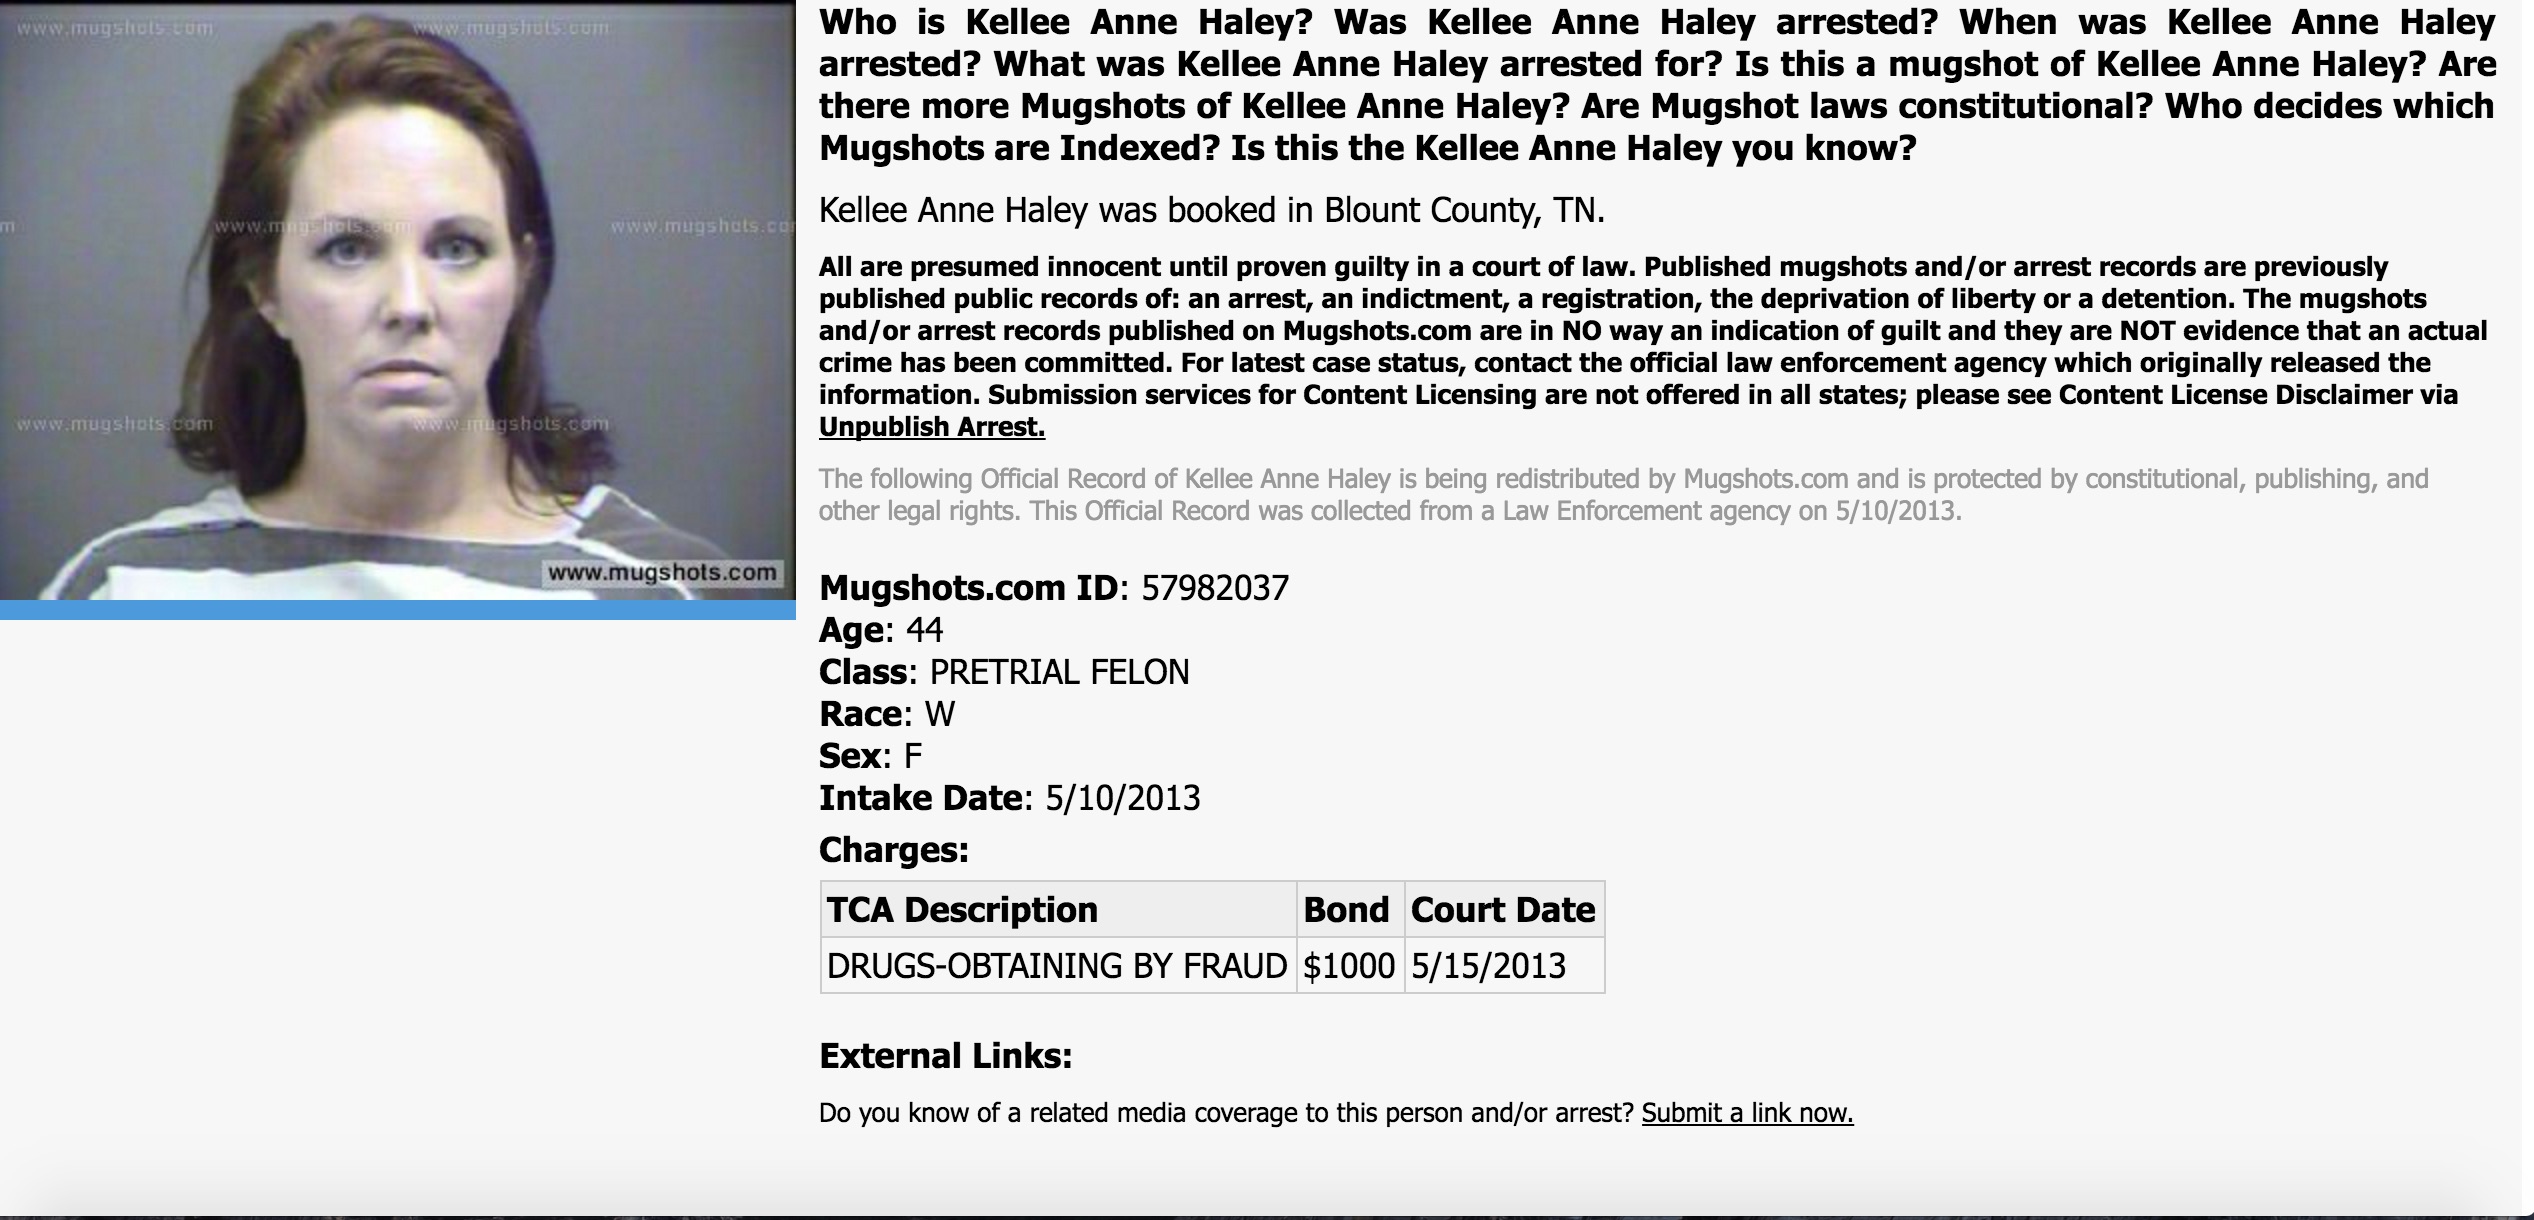 www.mugshots.com www.mugshots.com
www.mugshots.com www.mugshots.co
www.mugshots.com www.mugshots.com
www.mugshots.com
Who is Kellee Anne Haley? Was Kellee Anne Haley arrested? When was Kellee Anne Haley
arrested? What was Kellee Anne Haley arrested for? Is this a mugshot of Kellee Anne Haley? Are
there more Mugshots of Kellee Anne Haley? Are Mugshot laws constitutional? Who decides which
Mugshots are Indexed? Is this the Kellee Anne Haley you know?
Kellee Anne Haley was booked in Blount County, TN.
All are presumed innocent until proven guilty in a court of law. Published mugshots and/or arrest records are previously
published public records of: an arrest, an indictment, a registration, the deprivation of liberty or a detention. The mugshots
and/or arrest records published on Mugshots.com are in NO way an indication of guilt and they are NOT evidence that an actual
crime has been committed. For latest case status, contact the official law enforcement agency which originally released the
information. Submission services for Content Licensing are not offered in all states; please see Content License Disclaimer via
Unpublish Arrest.
The following Official Record of Kellee Anne Haley is being redistributed by Mugshots.com and is protected by constitutional, publishing, and
other legal rights. This Official Record was collected from a Law Enforcement agency on 5/10/2013.
Mugshots.com ID: 57982037
Age: 44
Class: PRETRIAL FELON
Race: W
Sex: F
Intake Date: 5/10/2013
Charges:
TCA Description Bond Court Date
DRUGS-OBTAINING BY FRAUD $1000 5/15/2013
External Links:
Do you know of a related media coverage to this person and/or arrest? Submit a link now.